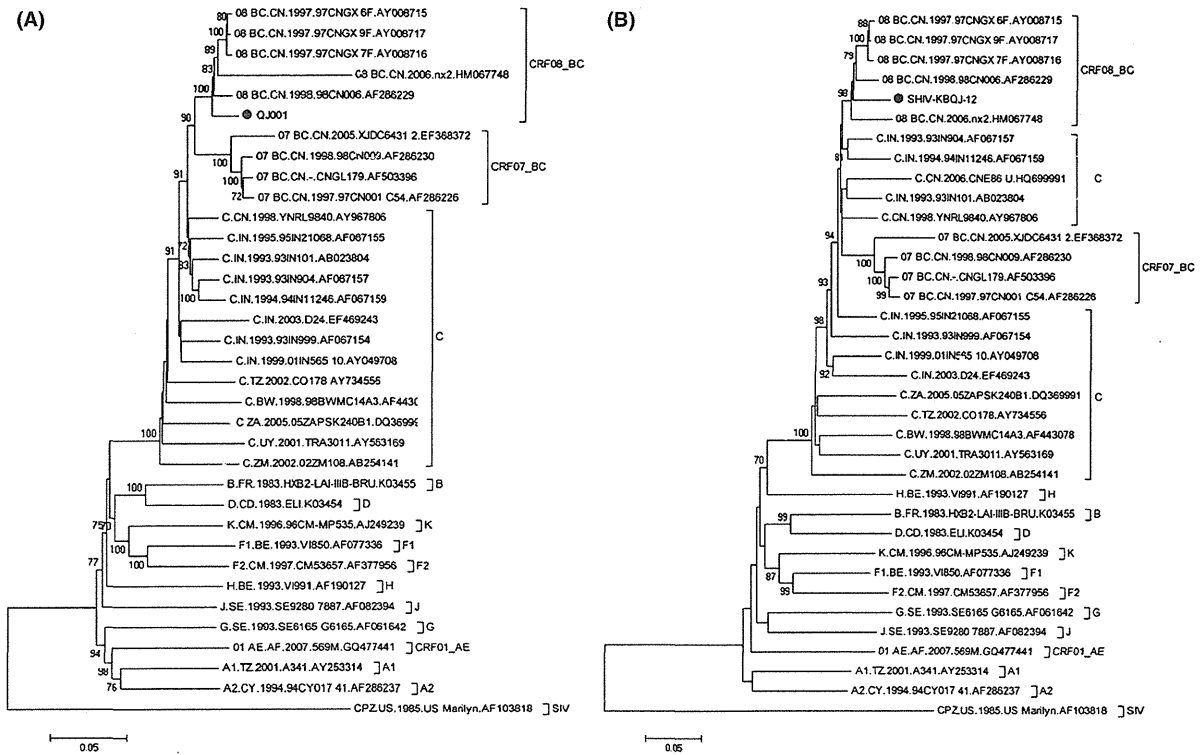 (A)
80 08 BC.CN.1997.97CNGX 6F.AY008715
100 08 BC.CN.1997.97CNGX 9F.AY008717
89 08 BC.CN.1997.97CNGX 7F.AY008716
83 08 BC.CN.2006.nx2.HM067748
CRF08_BC
100 08 BC.CN.1998.98CN006.AF286229
QJ001
90
07 BC.CN.2005.XJDC6431 2.EF368372
100 07 BC.CN.1998.98CN009.AF286230
CRF07_BC
100 07 BC.CN.-.CNGL179.AF503396
72 07 BC.CN.1997.97CN001 C54.AF286226
91
C.CN.1998.YNRL9840.AY967806
72 C.IN.1995.95IN21068.AF067155
91
83 C.IN.1993.93IN101.AB023804
C.IN.1993.93IN904.AF067157
100 C.IN.1994.94IN11246.AF067159
C.IN.2003.D24.EF469243
C
C.IN.1993.93IN999.AF067154
C.IN.1999.01IN565 10.AY049708
C.TZ.2002.CO178 AY734556
C.BW.1998.98BWMC14A3.AF443
C ZA.2005.05ZAPSK240B1.DQ3699
100 C.UY.2001.TRA3011.AY563169
C.ZM.2002.02ZM108.AB254141
100 B.FR.1983.HXB2-LAI-IIIB-BRU.K03455 B
D.CD.1983.ELI.K03454 D
75
K.CM.1996.96CM-MP535.AJ249239 K
100 F1.BE.1993.VI850.AF077336 F1
100 F2.CM.1997.CM53657.AF377956 F2
77
H.BE.1993.VI991.AF190127 H
J.SE.1993.SE9280 7887.AF082394 J
G.SE.1993.SE6165 G6165.AF061642 G
94 01 AE.AF.2007.569M.GQ477441 CRF01_AE
98 A1.TZ.2001.A341.AY253314 A1
76 A2.CY.1994.94CY017 41.AF286237 A2
CPZ.US.1985.US Marilyn.AF103818 SIV
0.05
(B)
88 08 BC.CN.1997.97CNGX 6F.AY008715
100 08 BC.CN.1997.97CNGX 9F.AY008717
79 08 BC.CN.1997.97CNGX 7F.AY008716
CRF08_BC
08 BC.CN.1998.98CN006.AF286229
98 SHIV-KBQJ-12
08 BC.CN.2006.nx2.HM067748
C.IN.1993.93IN904.AF067157
C.IN.1994.94IN11246.AF067159
C.CN.2006.CNE86 U.HQ699991
C
C.IN.1993.93IN101.AB023804
C.CN.1998.YNRL9840.AY967806
94
07 BC.CN.2005.XJDC6431 2.EF368372
100 07 BC.CN.1998.98CN009.AF286230
CRF07_BC
100 07 BC.CN.-.CNGL179.AF503396
99 07 BC.CN.1997.97CN001 C54.AF286226
93
C.IN.1995.95IN21068.AF067155
98
C.IN.1993.93IN999.AF067154
C.IN.1999.01IN565 10.AY049708
92 C.IN.2003.D24.EF469243
C
C.ZA.2005.05ZAPSK240B1.DQ369991
C.TZ.2002.CO178.AY734556
100 C.BW.1998.98BWMC14A3.AF443078
C.UY.2001.TRA3011.AY563169
C.ZM.2002.02ZM108.AB254141
70
H.BE.1993.VI991.AF190127 H
99 B.FR.1983.HXB2-LAI-IIIB-BRU.K03455 B
D.CD.1983.ELI.K03454 D
K.CM.1996.96CM-MP535.AJ249239 K
87 F1.BE.1993.VI850.AF077336 F1
99 F2.CM.1997.CM53657.AF377956 F2
G.SE.1993.SE6165 G6165.AF061642 G
J.SE.1993.SE9280 7887.AF082394 J
01 AE.AF.2007.569M.GQ477441 CRF01_AE
A1.TZ.2001.A341.AY253314 A1
A2.CY.1994.94CY017 41.AF286237 A2
CPZ.US.1985.US Marilyn.AF103818 SIV
0.05